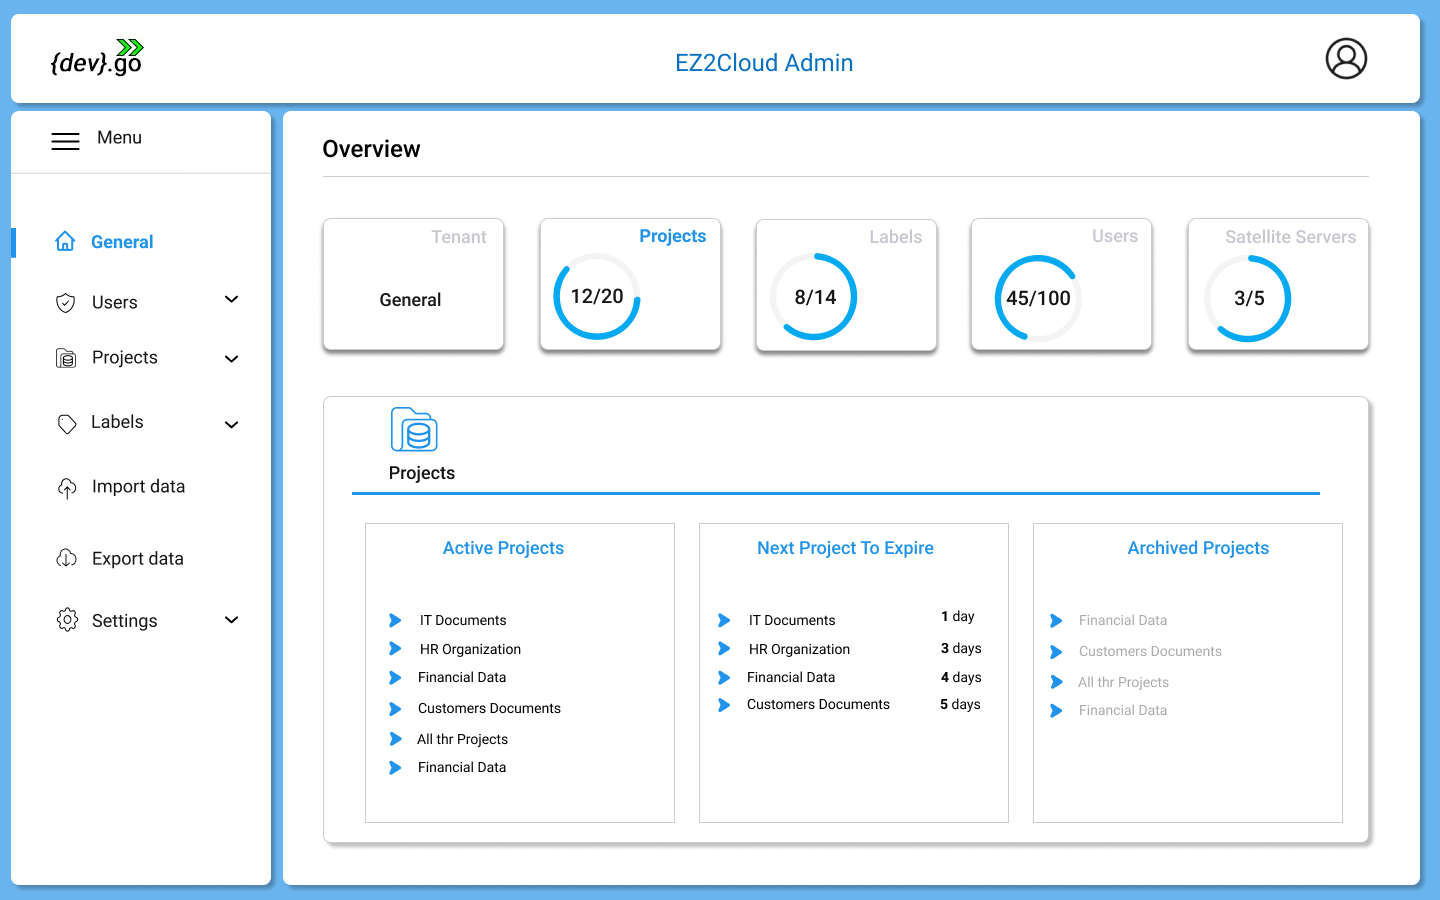 {dev}.go
EZ2Cloud Admin
Menu
General
Users
Projects
Labels
Import data
Export data
Settings
Overview
Tenant
General
Projects
12/20
Labels
8/14
Users
45/100
Satellite Servers
3/5
Projects
Active Projects
IT Documents
HR Organization
Financial Data
Customers Documents
All thr Projects
Financial Data
Next Project To Expire
IT Documents 1 day
HR Organization 3 days
Financial Data 4 days
Customers Documents 5 days
Archived Projects
Financial Data
Customers Documents
All thr Projects
Financial Data